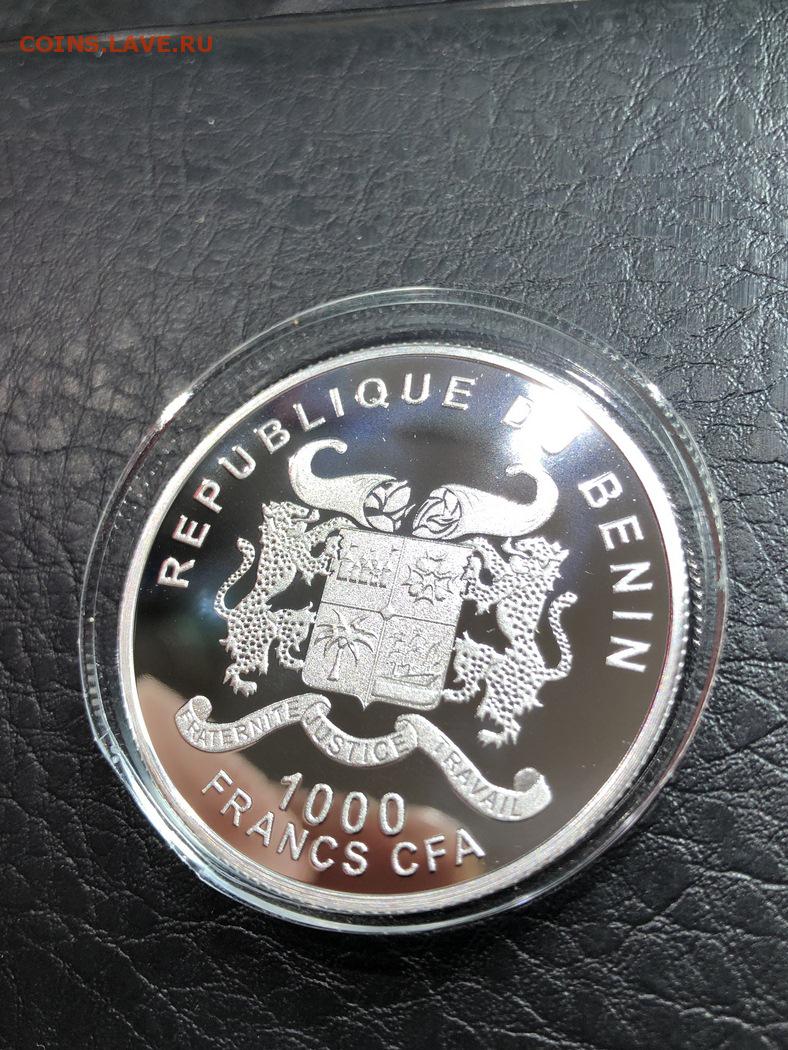 COINS.LAVE.RU
REPUBLIQUE DU BENIN
FRATERNITE JUSTICE TRAVAIL
1000
FRANCS CFA